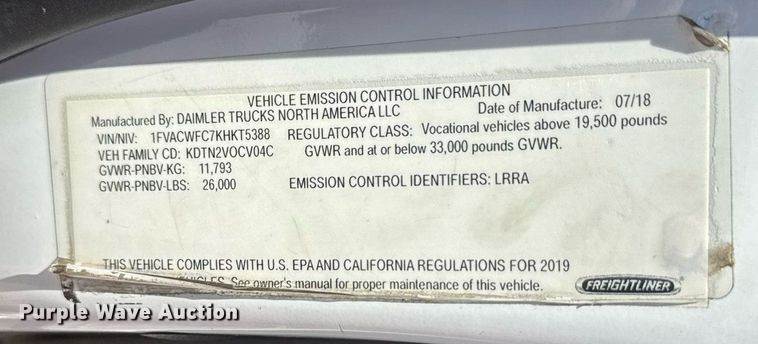 VEHICLE EMISSION CONTROL INFORMATION
Manufactured By: DAIMLER TRUCKS NORTH AMERICA LLC Date of Manufacture: 07/18
VIN/NIV: 1FVACWFC7KHKT5388 REGULATORY CLASS: Vocational vehicles above 19,500 pounds
VEH FAMILY CD: KDTN2VOCV04C GVWR and at or below 33,000 pounds GVWR.
GVWR-PNBV-KG: 11,793
GVWR-PNBV-LBS: 26,000 EMISSION CONTROL IDENTIFIERS: LRRA
THIS VEHICLE COMPLIES WITH U.S. EPA AND CALIFORNIA REGULATIONS FOR 2019
See owner's manual for proper maintenance of this vehicle.
FREIGHTLINER
Purple Wave Auction